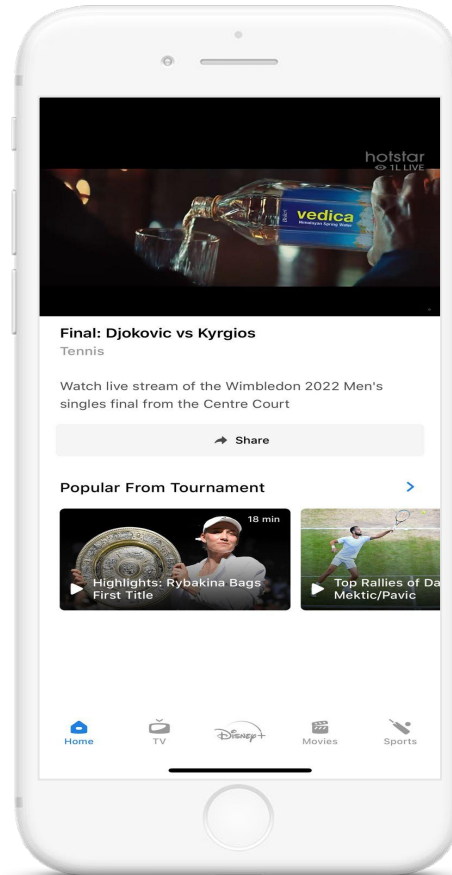 hotstar
1L LIVE
Bisleri
vedica
Himalayan Spring Water
Final: Djokovic vs Kyrgios
Tennis
Watch live stream of the Wimbledon 2022 Men's
singles final from the Centre Court
Share
Popular From Tournament
18 min
Highlights: Rybakina Bags
First Title
Top Rallies of Da
Mektic/Pavic
Home
TV
Disney+
Movies
Sports